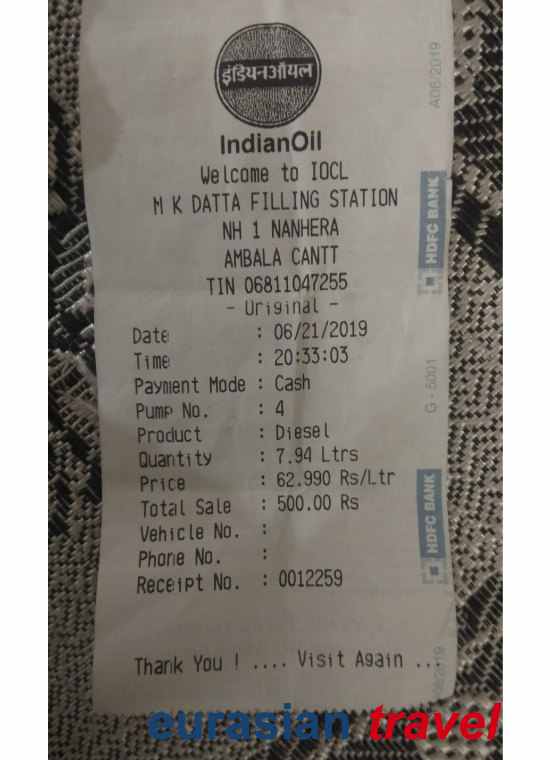 इंडियनऑयल
IndianOil
Welcome to IOCL
M K DATTA FILLING STATION
NH 1 NANHERA
AMBALA CANTT
TIN 06811047255
- Original -
Date : 06/21/2019
Time : 20:33:03
Payment Mode : Cash
Pump No. : 4
Product : Diesel
Quantity : 7.94 Ltrs
Price : 62.990 Rs/Ltr
Total Sale : 500.00 Rs
Vehicle No. :
Phone No. :
Receipt No. : 0012259
Thank You ! .... Visit Again ...
A06/2019
HDFC BANK
G - 5001
HDFC BANK
eurasian travel